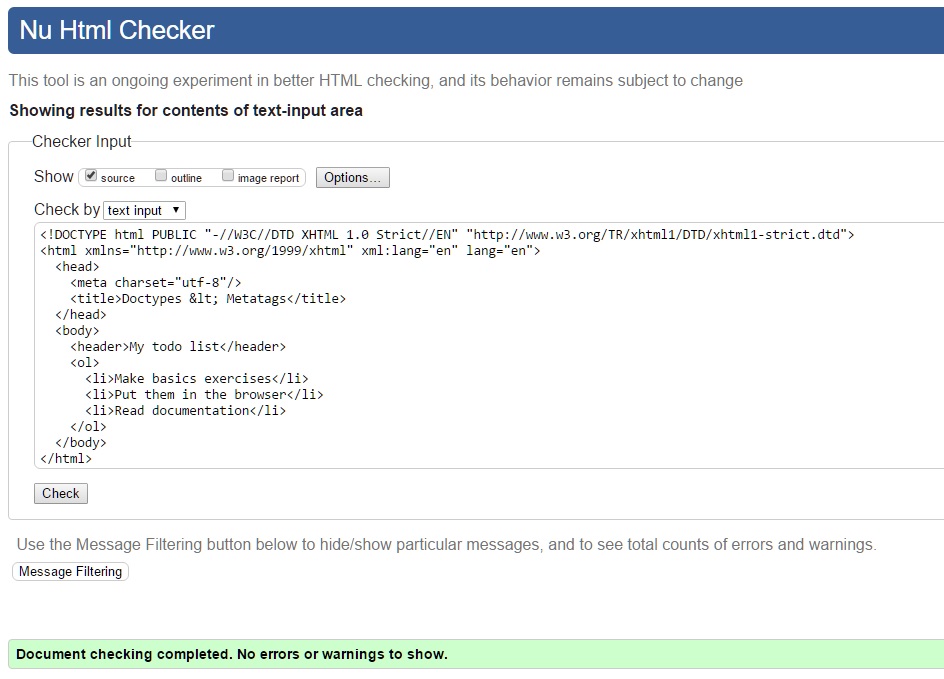 Nu Html Checker
This tool is an ongoing experiment in better HTML checking, and its behavior remains subject to change
Showing results for contents of text-input area
Checker Input
Show source outline image report Options...
Check by text input
<!DOCTYPE html PUBLIC "-//W3C//DTD XHTML 1.0 Strict//EN" "http://www.w3.org/TR/xhtml1/DTD/xhtml1-strict.dtd">
<html xmlns="http://www.w3.org/1999/xhtml" xml:lang="en" lang="en">
  <head>
    <meta charset="utf-8"/>
    <title>Doctypes &lt; Metatags</title>
  </head>
  <body>
    <header>My todo list</header>
    <ol>
      <li>Make basics exercises</li>
      <li>Put them in the browser</li>
      <li>Read documentation</li>
    </ol>
  </body>
</html>
Check
Use the Message Filtering button below to hide/show particular messages, and to see total counts of errors and warnings.
Message Filtering
Document checking completed. No errors or warnings to show.